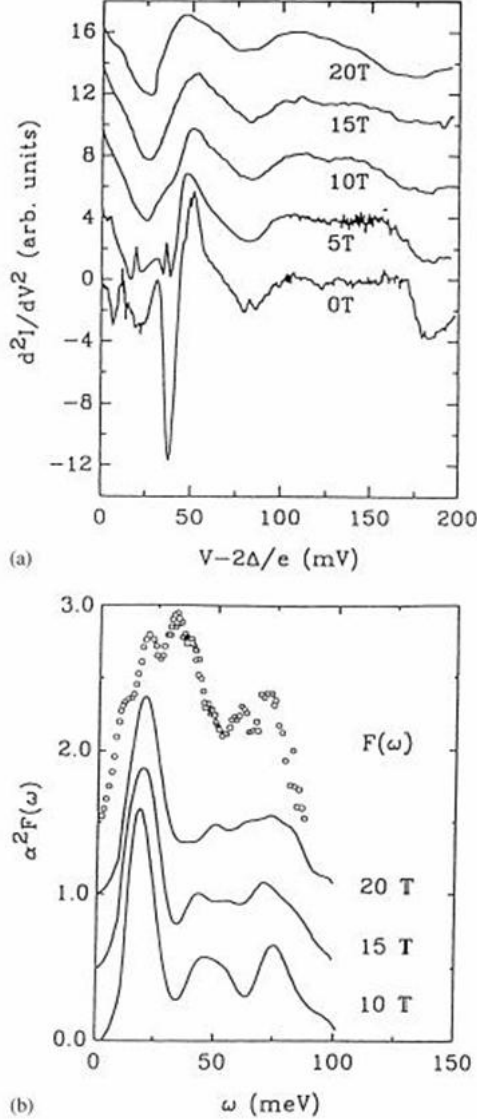 16
12
8
4
0
-4
-8
-12
d²I/dV² (arb. units)
20T
15T
10T
5T
0T
0
50
100
150
200
V-2Δ/e (mV)
(a)
3.0
2.0
1.0
0.0
α²F(ω)
F(ω)
20 T
15 T
10 T
0
50
100
150
ω (meV)
(b)